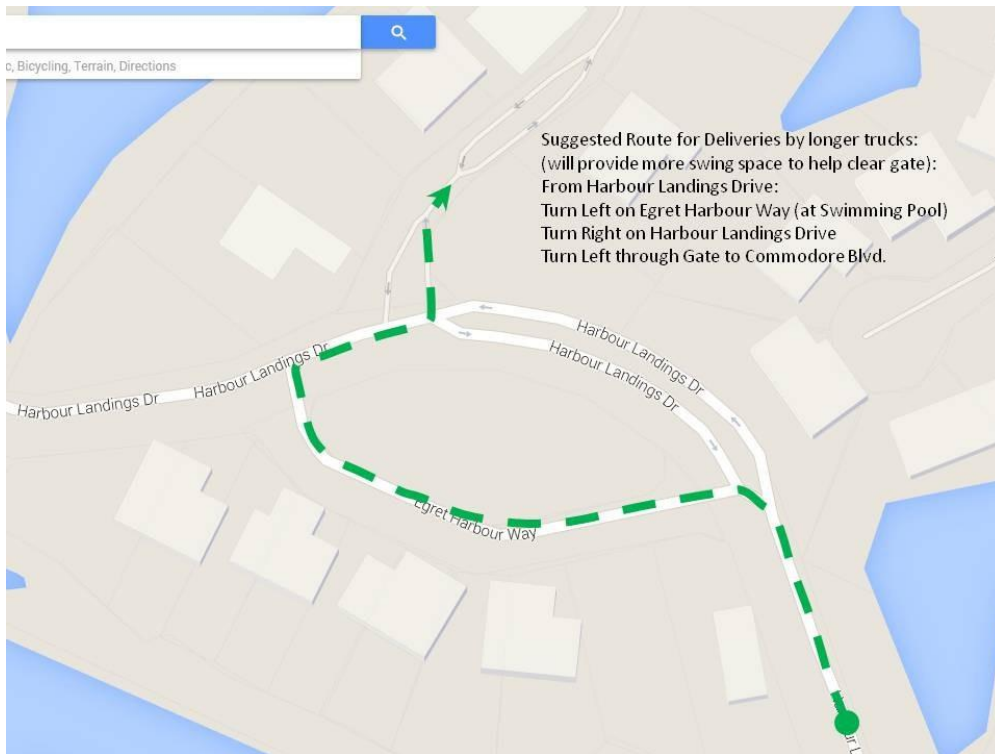 c, Bicycling, Terrain, Directions
Suggested Route for Deliveries by longer trucks:
(will provide more swing space to help clear gate):
From Harbour Landings Drive:
Turn Left on Egret Harbour Way (at Swimming Pool)
Turn Right on Harbour Landings Drive
Turn Left through Gate to Commodore Blvd.
Harbour Landings Dr
Harbour Landings Dr
Harbour Landings Dr
Harbour Landings Dr
Egret Harbour Way